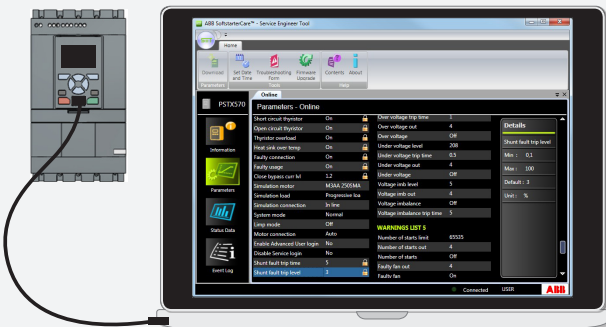 ABB SoftstarterCare™ - Service Engineer Tool
Home
Download
Set Date and Time
Troubleshooting Form
Firmware Upgrade
Contents
About
Parameters
Tools
Help
Online
PSTX570
Parameters - Online
Information
Parameters
Status Data
Event Log
Short circuit thyristor On
Open circuit thyristor On
Thyristor overload On
Heat sink over temp On
Faulty connection On
Faulty usage On
Close bypass curr lvl 1.2
Simulation motor M3AA 250SMA
Simulation load Progressive loa
Simulation connection In line
System mode Normal
Limp mode Off
Motor connection Auto
Enable Advanced User login No
Disable Service login No
Shunt fault trip time 5
Shunt fault trip level 3
Over voltage trip time 1
Over voltage out 4
Over voltage Off
Under voltage level 208
Under voltage trip time 0.5
Under voltage out 4
Under voltage Off
Voltage imb level 5
Voltage imb out 4
Voltage imbalance Off
Voltage imbalance trip time 5
WARNINGS LIST 5
Number of starts limit 65535
Number of starts out 4
Number of starts Off
Faulty fan out 4
Faulty fan On
Details
Shunt fault trip level
Min : 0,1
Max : 100
Default : 3
Unit : %
Connected
USER
ABB